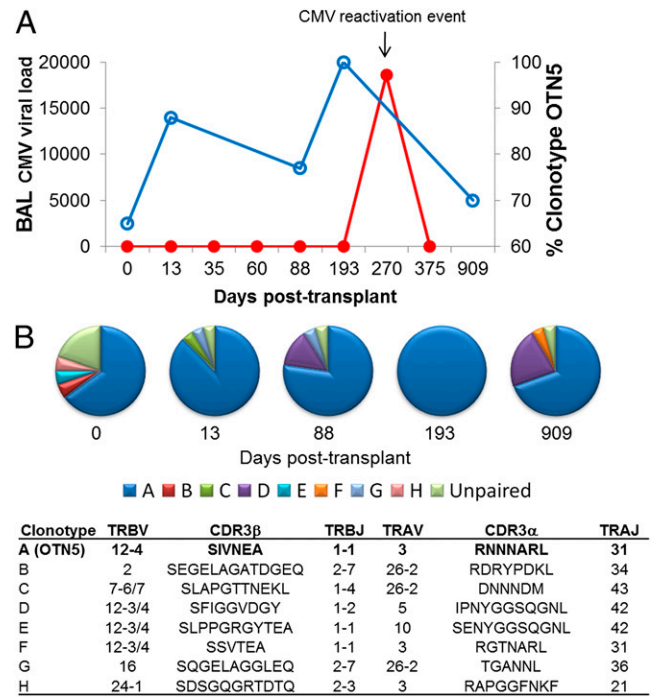 A
CMV reactivation event
BAL CMV viral load
20000
15000
10000
5000
0
100
90
80
70
60
% Clonotype OTN5
0 13 35 60 88 193 270 375 909
Days post-transplant
B
0 13 88 193 909
Days post-transplant
A B C D E F G H Unpaired
Clonotype TRBV CDR3β TRBJ TRAV CDR3α TRAJ
A (OTN5) 12-4 SIVNEA 1-1 3 RNNNARL 31
B 2 SEGELAGATDGEQ 2-7 26-2 RDRYPDKL 34
C 7-6/7 SLAPGTTNEKL 1-4 26-2 DNNNDM 43
D 12-3/4 SFIGGVDGY 1-2 5 IPNYGGSQGNL 42
E 12-3/4 SLPPGRGYTEA 1-1 10 SENYGGSQGNL 42
F 12-3/4 SSVTEA 1-1 3 RGTNARL 31
G 16 SQGELAGGLEQ 2-7 26-2 TGANNL 36
H 24-1 SDSGQGRTDTQ 2-3 3 RAPGGFNKF 21